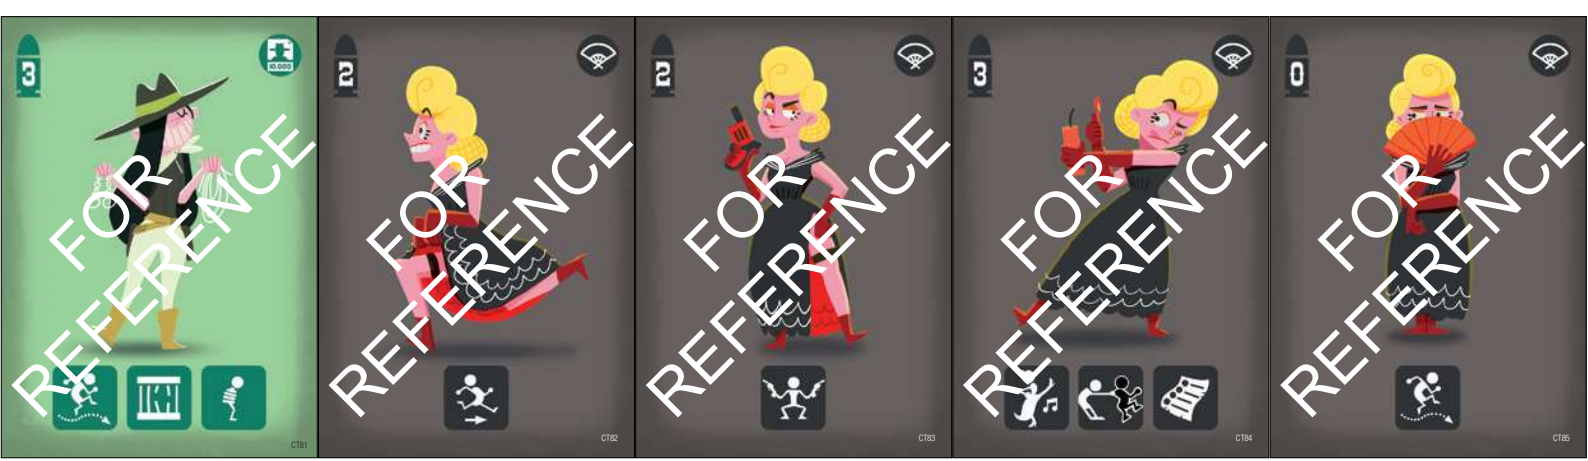 3
10.000
FOR
REFERENCE
CT81
2
FOR
REFERENCE
CT82
2
FOR
REFERENCE
CT83
3
FOR
REFERENCE
CT84
0
FOR
REFERENCE
CT85